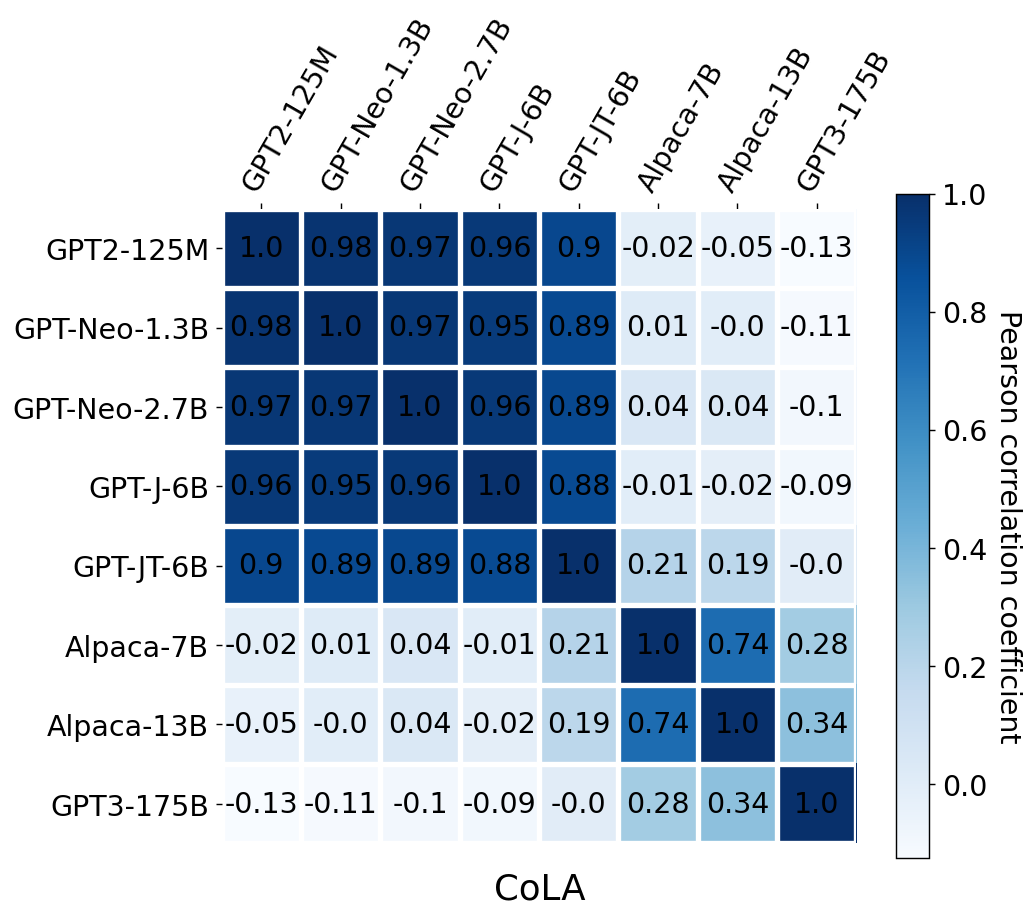 GPT2-125M
GPT-Neo-1.3B
GPT-Neo-2.7B
GPT-J-6B
GPT-JT-6B
Alpaca-7B
Alpaca-13B
GPT3-175B
GPT2-125M 1.0 0.98 0.97 0.96 0.9 -0.02 -0.05 -0.13
GPT-Neo-1.3B 0.98 1.0 0.97 0.95 0.89 0.01 -0.0 -0.11
GPT-Neo-2.7B 0.97 0.97 1.0 0.96 0.89 0.04 0.04 -0.1
GPT-J-6B 0.96 0.95 0.96 1.0 0.88 -0.01 -0.02 -0.09
GPT-JT-6B 0.9 0.89 0.89 0.88 1.0 0.21 0.19 -0.0
Alpaca-7B -0.02 0.01 0.04 -0.01 0.21 1.0 0.74 0.28
Alpaca-13B -0.05 -0.0 0.04 -0.02 0.19 0.74 1.0 0.34
GPT3-175B -0.13 -0.11 -0.1 -0.09 -0.0 0.28 0.34 1.0
CoLA
1.0
0.8
0.6
0.4
0.2
0.0
Pearson correlation coefficient